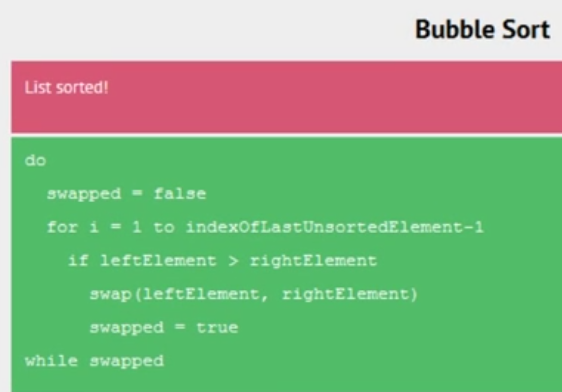 Bubble Sort
List sorted!
do
swapped = false
for i = 1 to indexOfLastUnsortedElement-1
if leftElement > rightElement
swap(leftElement, rightElement)
swapped = true
while swapped